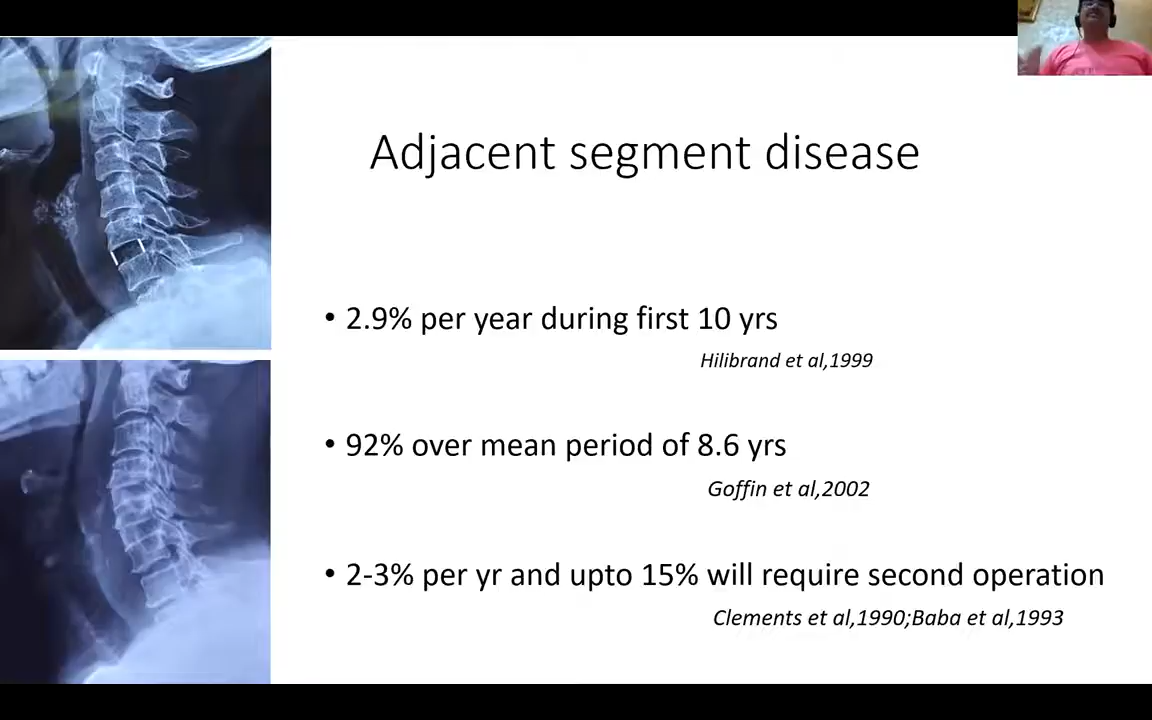 Adjacent segment disease
• 2.9% per year during first 10 yrs
Hilibrand et al,1999
• 92% over mean period of 8.6 yrs
Goffin et al,2002
• 2-3% per yr and upto 15% will require second operation
Clements et al,1990;Baba et al,1993